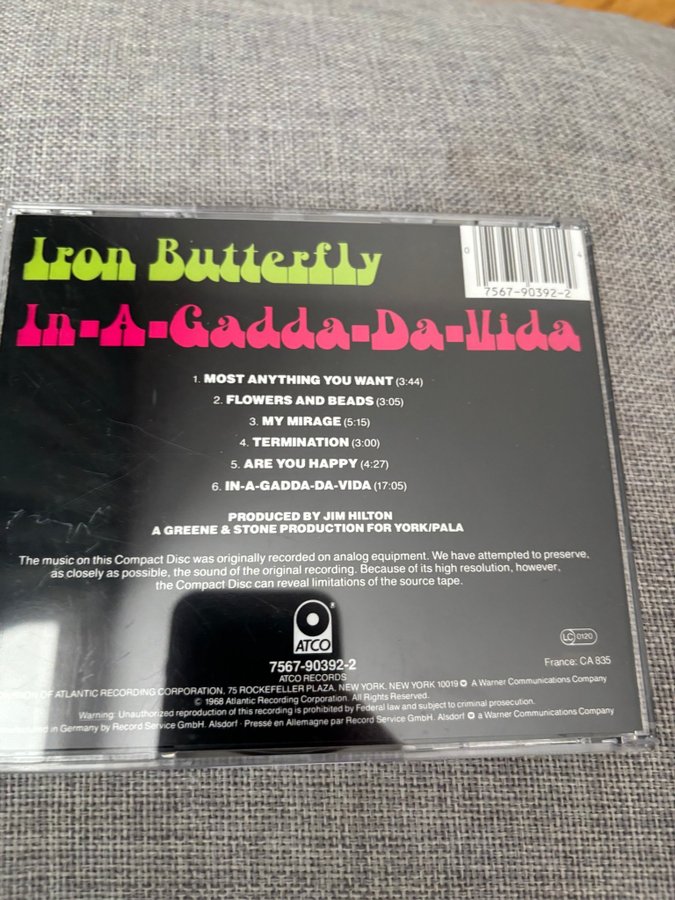 Iron Butterfly
0 4
7567-90392-2
In-A-Gadda-Da-Vida
1. MOST ANYTHING YOU WANT (3:44)
2. FLOWERS AND BEADS (3:05)
3. MY MIRAGE (5:15)
4. TERMINATION (3:00)
5. ARE YOU HAPPY (4:27)
6. IN-A-GADDA-DA-VIDA (17:05)
PRODUCED BY JIM HILTON
A GREENE & STONE PRODUCTION FOR YORK/PALA
The music on this Compact Disc was originally recorded on analog equipment. We have attempted to preserve,
as closely as possible, the sound of the original recording. Because of its high resolution, however,
the Compact Disc can reveal limitations of the source tape.
ATCO®
LC 0120
7567-90392-2
France: CA 835
ATCO RECORDS
OF ATLANTIC RECORDING CORPORATION, 75 ROCKEFELLER PLAZA, NEW YORK, NEW YORK 10019 A Warner Communications Company
© 1968 Atlantic Recording Corporation. All Rights Reserved.
Warning: Unauthorized reproduction of this recording is prohibited by Federal law and subject to criminal prosecution.
in Germany by Record Service GmbH. Alsdorf · Pressé en Allemagne par Record Service GmbH. Alsdorf a Warner Communications Company